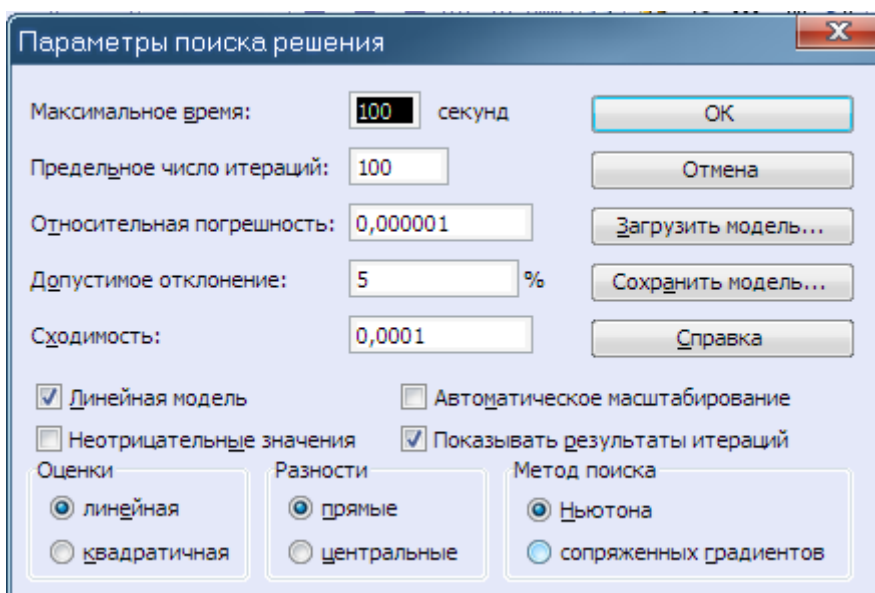 Параметры поиска решения
Максимальное время: 100 секунд OK
Предельное число итераций: 100 Отмена
Относительная погрешность: 0,000001 Загрузить модель...
Допустимое отклонение: 5 % Сохранить модель...
Сходимость: 0,0001 Справка
Линейная модель Автоматическое масштабирование
Неотрицательные значения Показывать результаты итераций
Оценки Разности Метод поиска
линейная прямые Ньютона
квадратичная центральные сопряженных градиентов